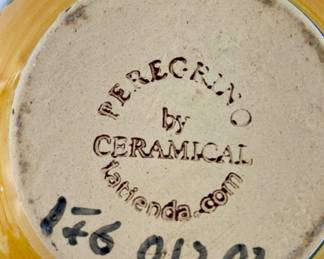 PEREGRINO
by
CERAMICAL
latienda.com